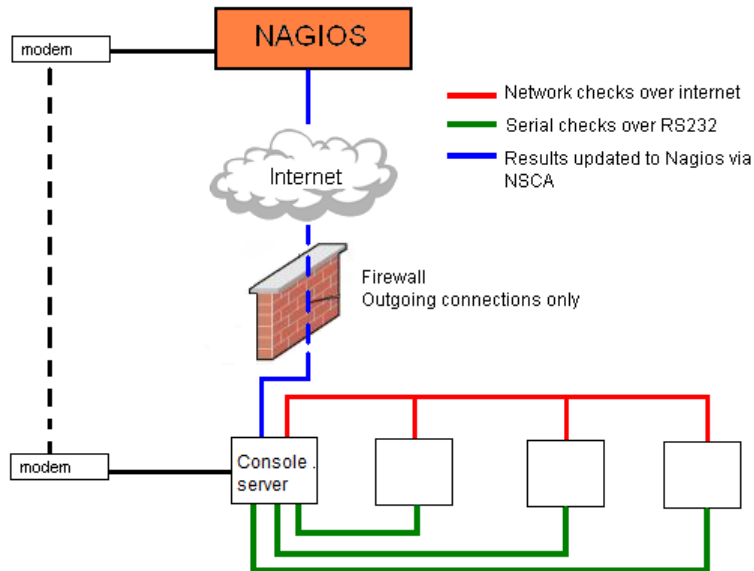 NAGIOS
modem
Network checks over internet
Serial checks over RS232
Results updated to Nagios via
NSCA
Internet
Firewall
Outgoing connections only
Console .
server
modem